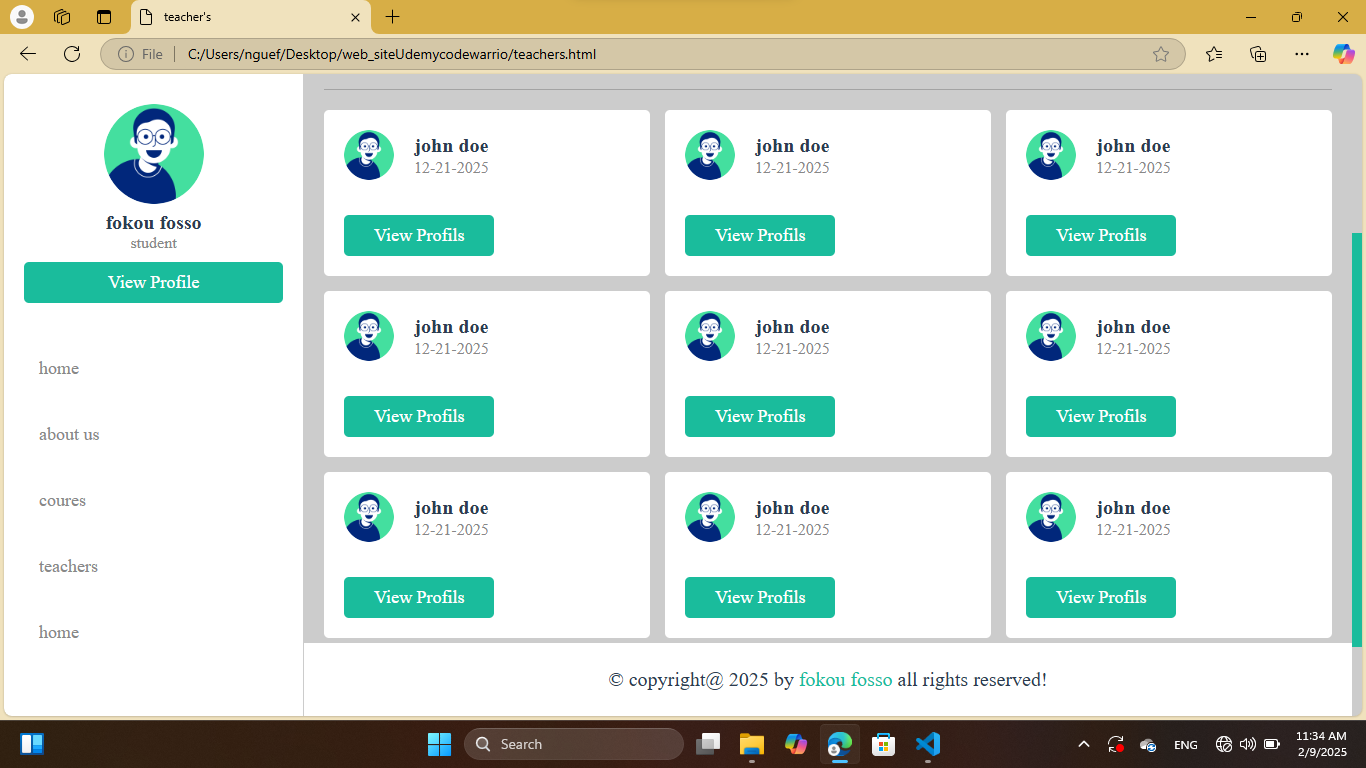 teacher's
File
C:/Users/nguef/Desktop/web_siteUdemycodewarrio/teachers.html
fokou fosso
student
View Profile
home
about us
coures
teachers
home
john doe
12-21-2025
View Profils
john doe
12-21-2025
View Profils
john doe
12-21-2025
View Profils
john doe
12-21-2025
View Profils
john doe
12-21-2025
View Profils
john doe
12-21-2025
View Profils
john doe
12-21-2025
View Profils
john doe
12-21-2025
View Profils
john doe
12-21-2025
View Profils
© copyright@ 2025 by fokou fosso all rights reserved!
Search
ENG
11:34 AM
2/9/2025